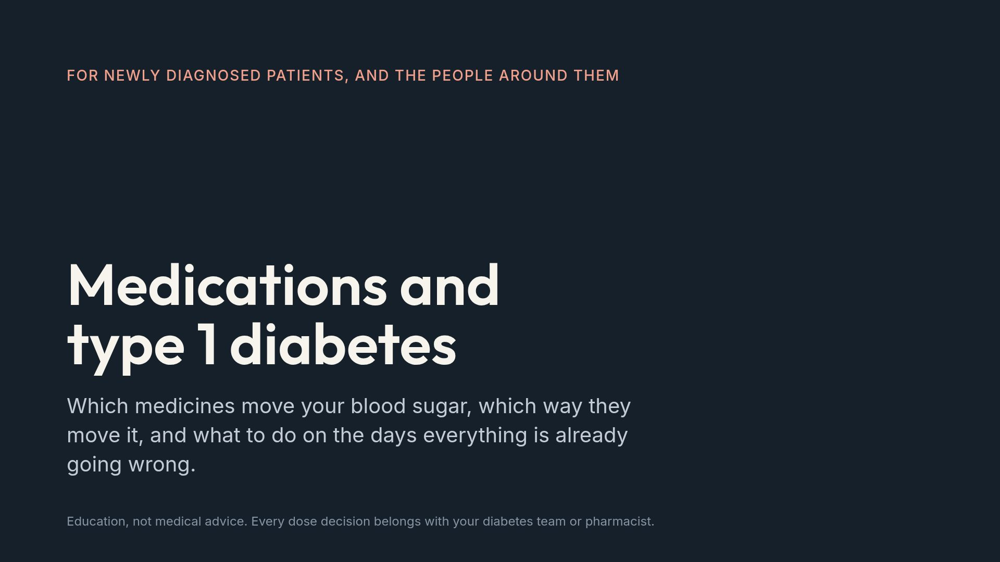 FOR NEWLY DIAGNOSED PATIENTS, AND THE PEOPLE AROUND THEM
Medications and
type 1 diabetes
Which medicines move your blood sugar, which way they
move it, and what to do on the days everything is already
going wrong.
Education, not medical advice. Every dose decision belongs with your diabetes team or pharmacist.